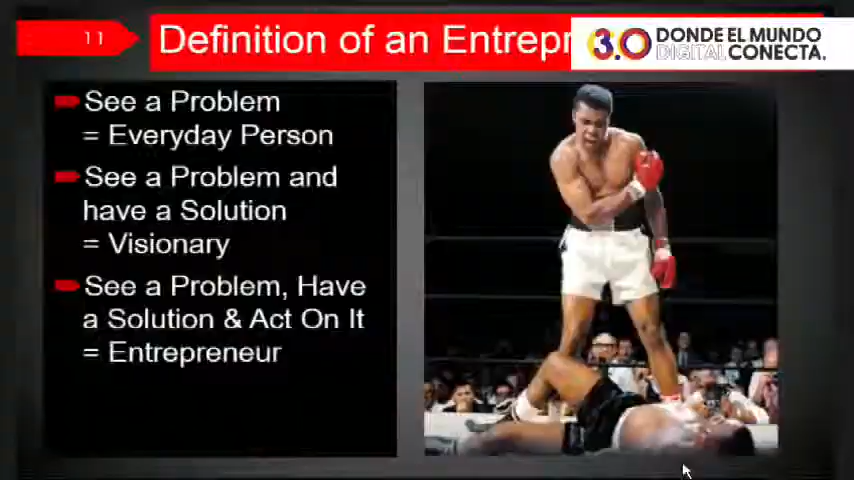 11
Definition of an Entrepr
3.0 DONDE EL MUNDO
DIGITAL CONECTA.
See a Problem
= Everyday Person
See a Problem and
have a Solution
= Visionary
See a Problem, Have
a Solution & Act On It
= Entrepreneur